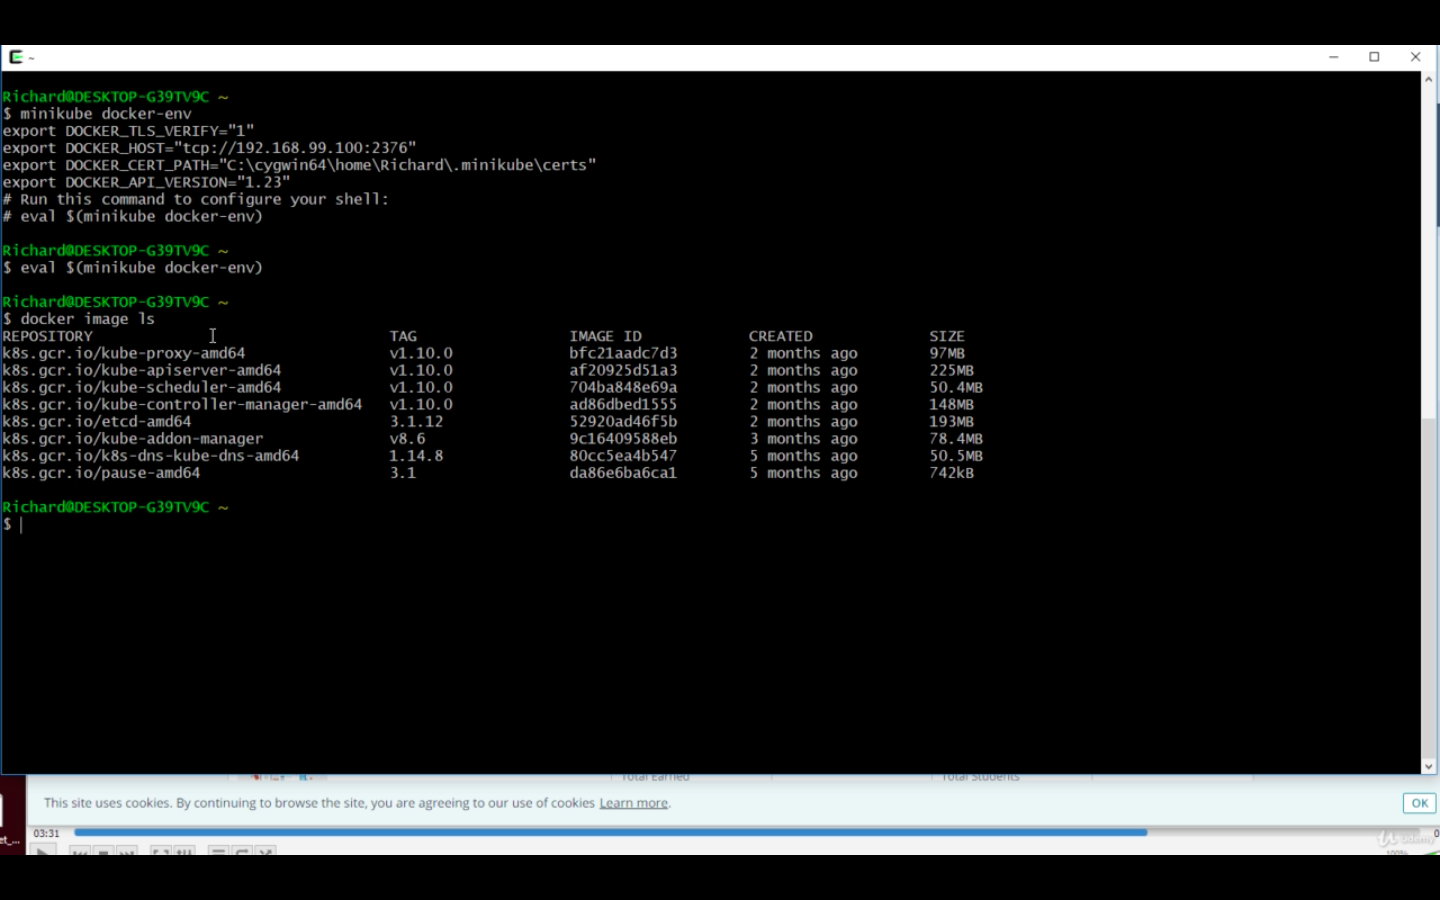 ~
Richard@DESKTOP-G39TV9C ~
$ minikube docker-env
export DOCKER_TLS_VERIFY="1"
export DOCKER_HOST="tcp://192.168.99.100:2376"
export DOCKER_CERT_PATH="C:\cygwin64\home\Richard\.minikube\certs"
export DOCKER_API_VERSION="1.23"
# Run this command to configure your shell:
# eval $(minikube docker-env)
Richard@DESKTOP-G39TV9C ~
$ eval $(minikube docker-env)
Richard@DESKTOP-G39TV9C ~
$ docker image ls
REPOSITORY TAG IMAGE ID CREATED SIZE
k8s.gcr.io/kube-proxy-amd64 v1.10.0 bfc21aadc7d3 2 months ago 97MB
k8s.gcr.io/kube-apiserver-amd64 v1.10.0 af20925d51a3 2 months ago 225MB
k8s.gcr.io/kube-scheduler-amd64 v1.10.0 704ba848e69a 2 months ago 50.4MB
k8s.gcr.io/kube-controller-manager-amd64 v1.10.0 ad86dbed1555 2 months ago 148MB
k8s.gcr.io/etcd-amd64 3.1.12 52920ad46f5b 2 months ago 193MB
k8s.gcr.io/kube-addon-manager v8.6 9c16409588eb 3 months ago 78.4MB
k8s.gcr.io/k8s-dns-kube-dns-amd64 1.14.8 80cc5ea4b547 5 months ago 50.5MB
k8s.gcr.io/pause-amd64 3.1 da86e6ba6ca1 5 months ago 742kB
Richard@DESKTOP-G39TV9C ~
$
Total Earned Total Students
This site uses cookies. By continuing to browse the site, you are agreeing to our use of cookies Learn more. OK
et_...
03:31
Udemy